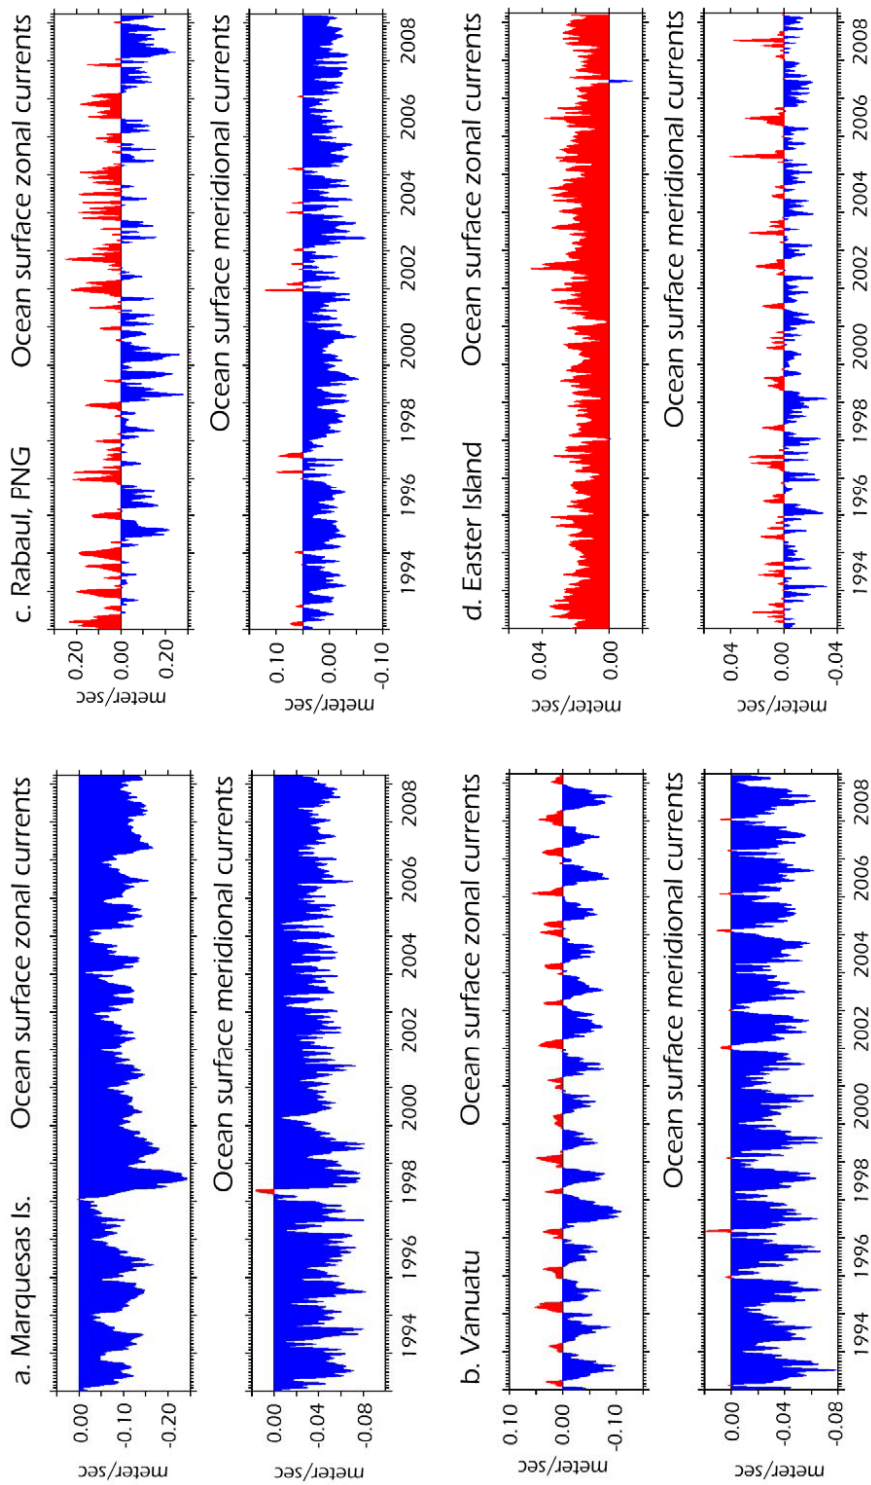 a. Marquesas Is. Ocean surface zonal currents
0.00
-0.10
-0.20
meter/sec
Ocean surface meridional currents
0.00
-0.04
-0.08
meter/sec
1994 1996 1998 2000 2002 2004 2006 2008
b. Vanuatu Ocean surface zonal currents
0.10
0.00
-0.10
meter/sec
Ocean surface meridional currents
0.00
-0.04
-0.08
meter/sec
1994 1996 1998 2000 2002 2004 2006 2008
c. Rabaul, PNG Ocean surface zonal currents
0.20
0.00
0.20
meter/sec
Ocean surface meridional currents
0.10
0.00
-0.10
meter/sec
1994 1996 1998 2000 2002 2004 2006 2008
d. Easter Island Ocean surface zonal currents
0.04
0.00
meter/sec
Ocean surface meridional currents
0.04
0.00
-0.04
meter/sec
1994 1996 1998 2000 2002 2004 2006 2008